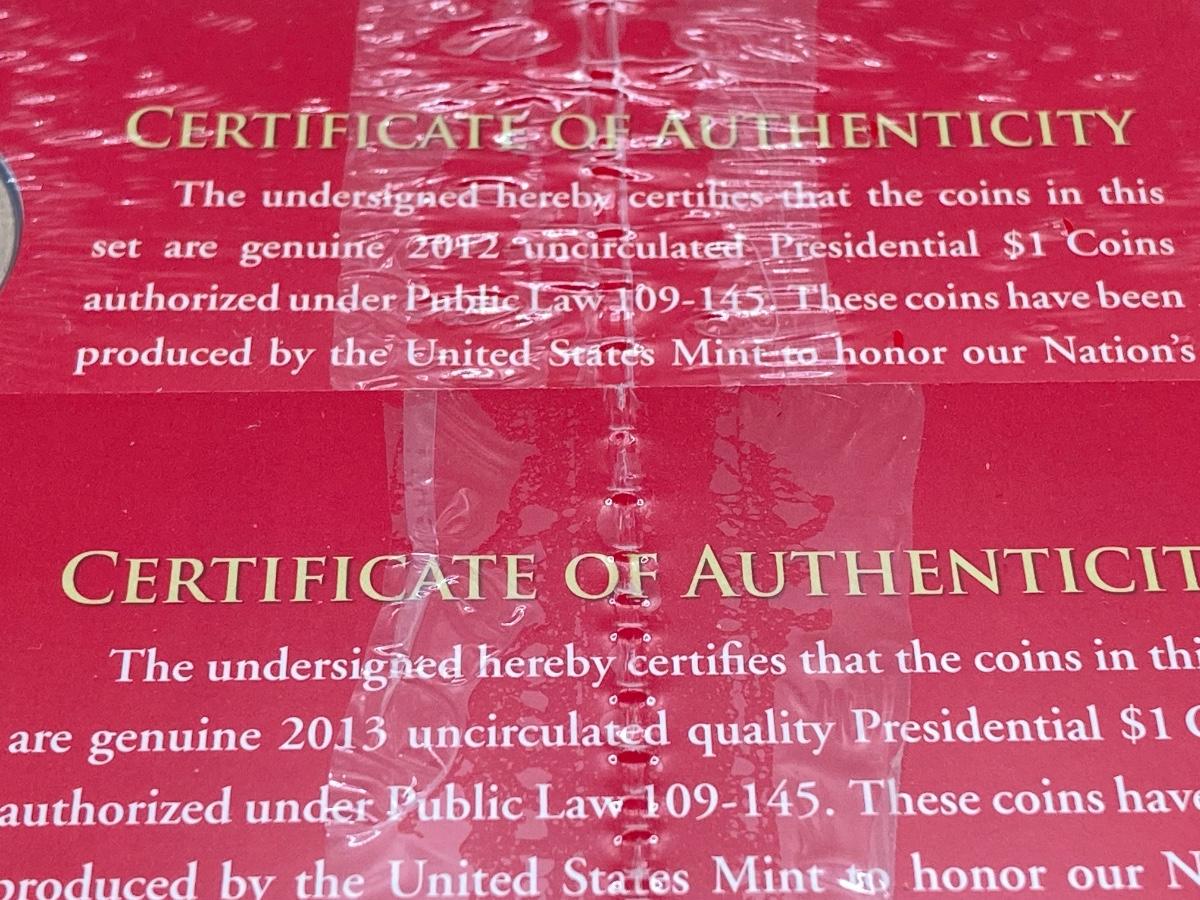 CERTIFICATE OF AUTHENTICITY
The undersigned hereby certifies that the coins in this
set are genuine 2012 uncirculated Presidential $1 Coins
authorized under Public Law 109-145. These coins have been
produced by the United States Mint to honor our Nation's
CERTIFICATE OF AUTHENTICIT
The undersigned hereby certifies that the coins in thi
are genuine 2013 uncirculated quality Presidential $1 C
authorized under Public Law 109-145. These coins have
produced by the United States Mint to honor our N